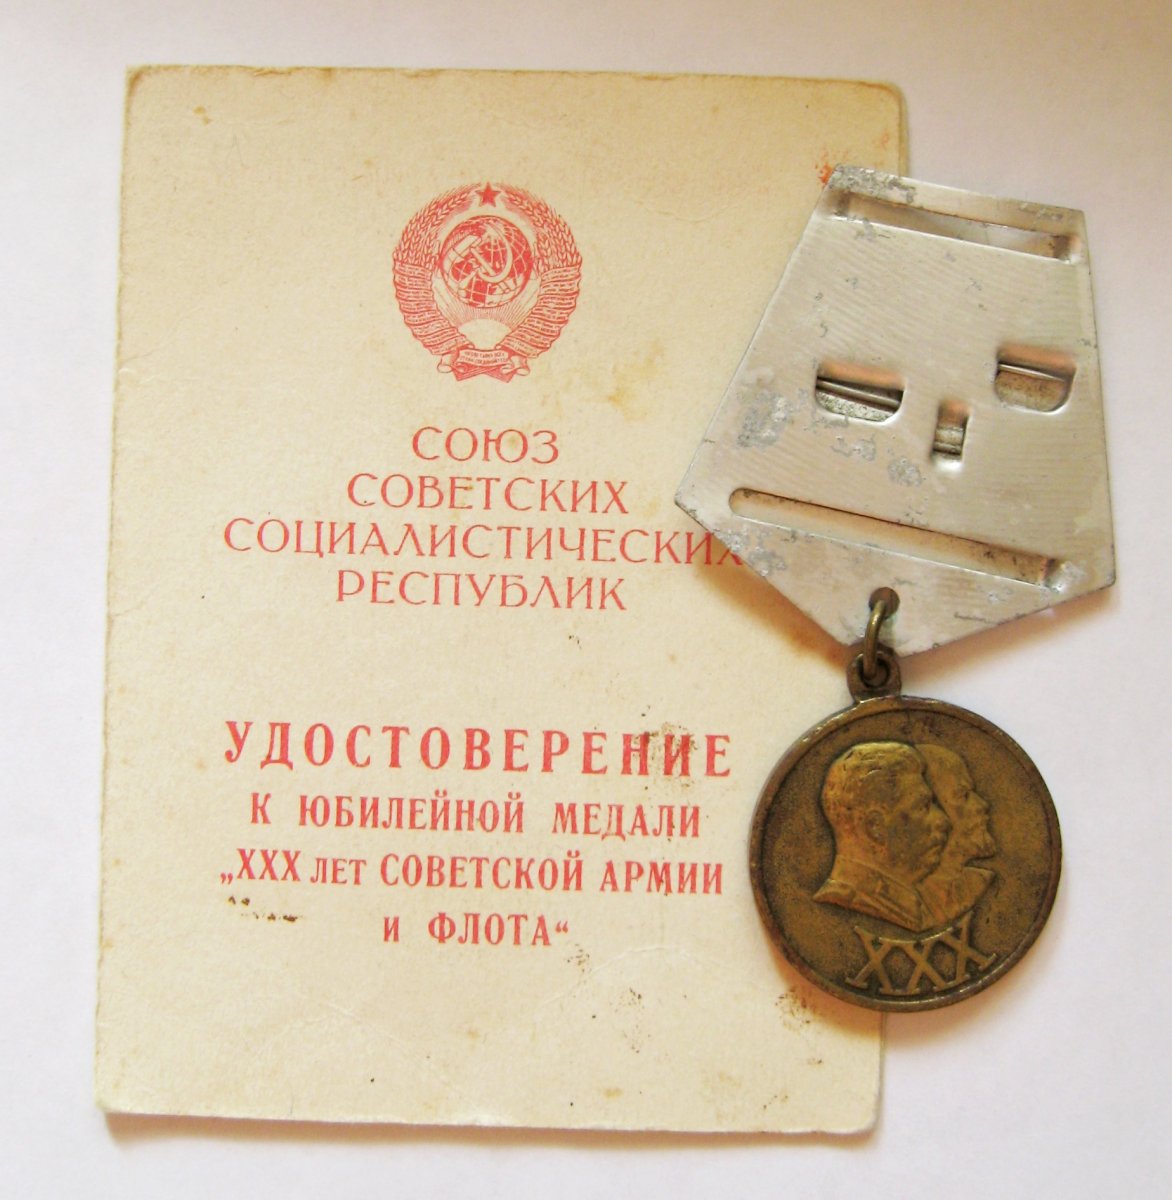 СОЮЗ
СОВЕТСКИХ
СОЦИАЛИСТИЧЕСКИХ
РЕСПУБЛИК
УДОСТОВЕРЕНИЕ
К ЮБИЛЕЙНОЙ МЕДАЛИ
„XXX ЛЕТ СОВЕТСКОЙ АРМИИ
И ФЛОТА“
XXX